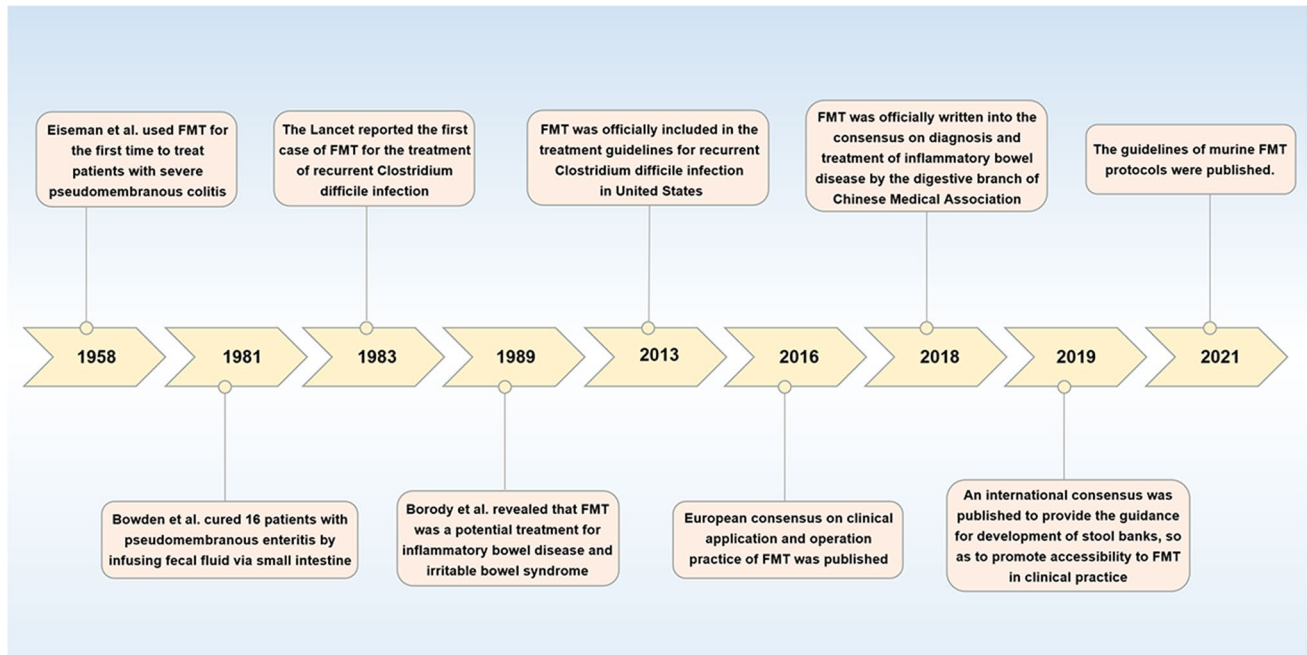 Eiseman et al. used FMT for
the first time to treat
patients with severe
pseudomembranous colitis
The Lancet reported the first
case of FMT for the treatment
of recurrent Clostridium
difficile infection
FMT was officially included in the
treatment guidelines for recurrent
Clostridium difficile infection
in United States
FMT was officially written into the
consensus on diagnosis and
treatment of inflammatory bowel
disease by the digestive branch of
Chinese Medical Association
The guidelines of murine FMT
protocols were published.
1958
1981
1983
1989
2013
2016
2018
2019
2021
Bowden et al. cured 16 patients with
pseudomembranous enteritis by
infusing fecal fluid via small intestine
Borody et al. revealed that FMT
was a potential treatment for
inflammatory bowel disease and
irritable bowel syndrome
European consensus on clinical
application and operation
practice of FMT was published
An international consensus was
published to provide the guidance
for development of stool banks, so
as to promote accessibility to FMT
in clinical practice